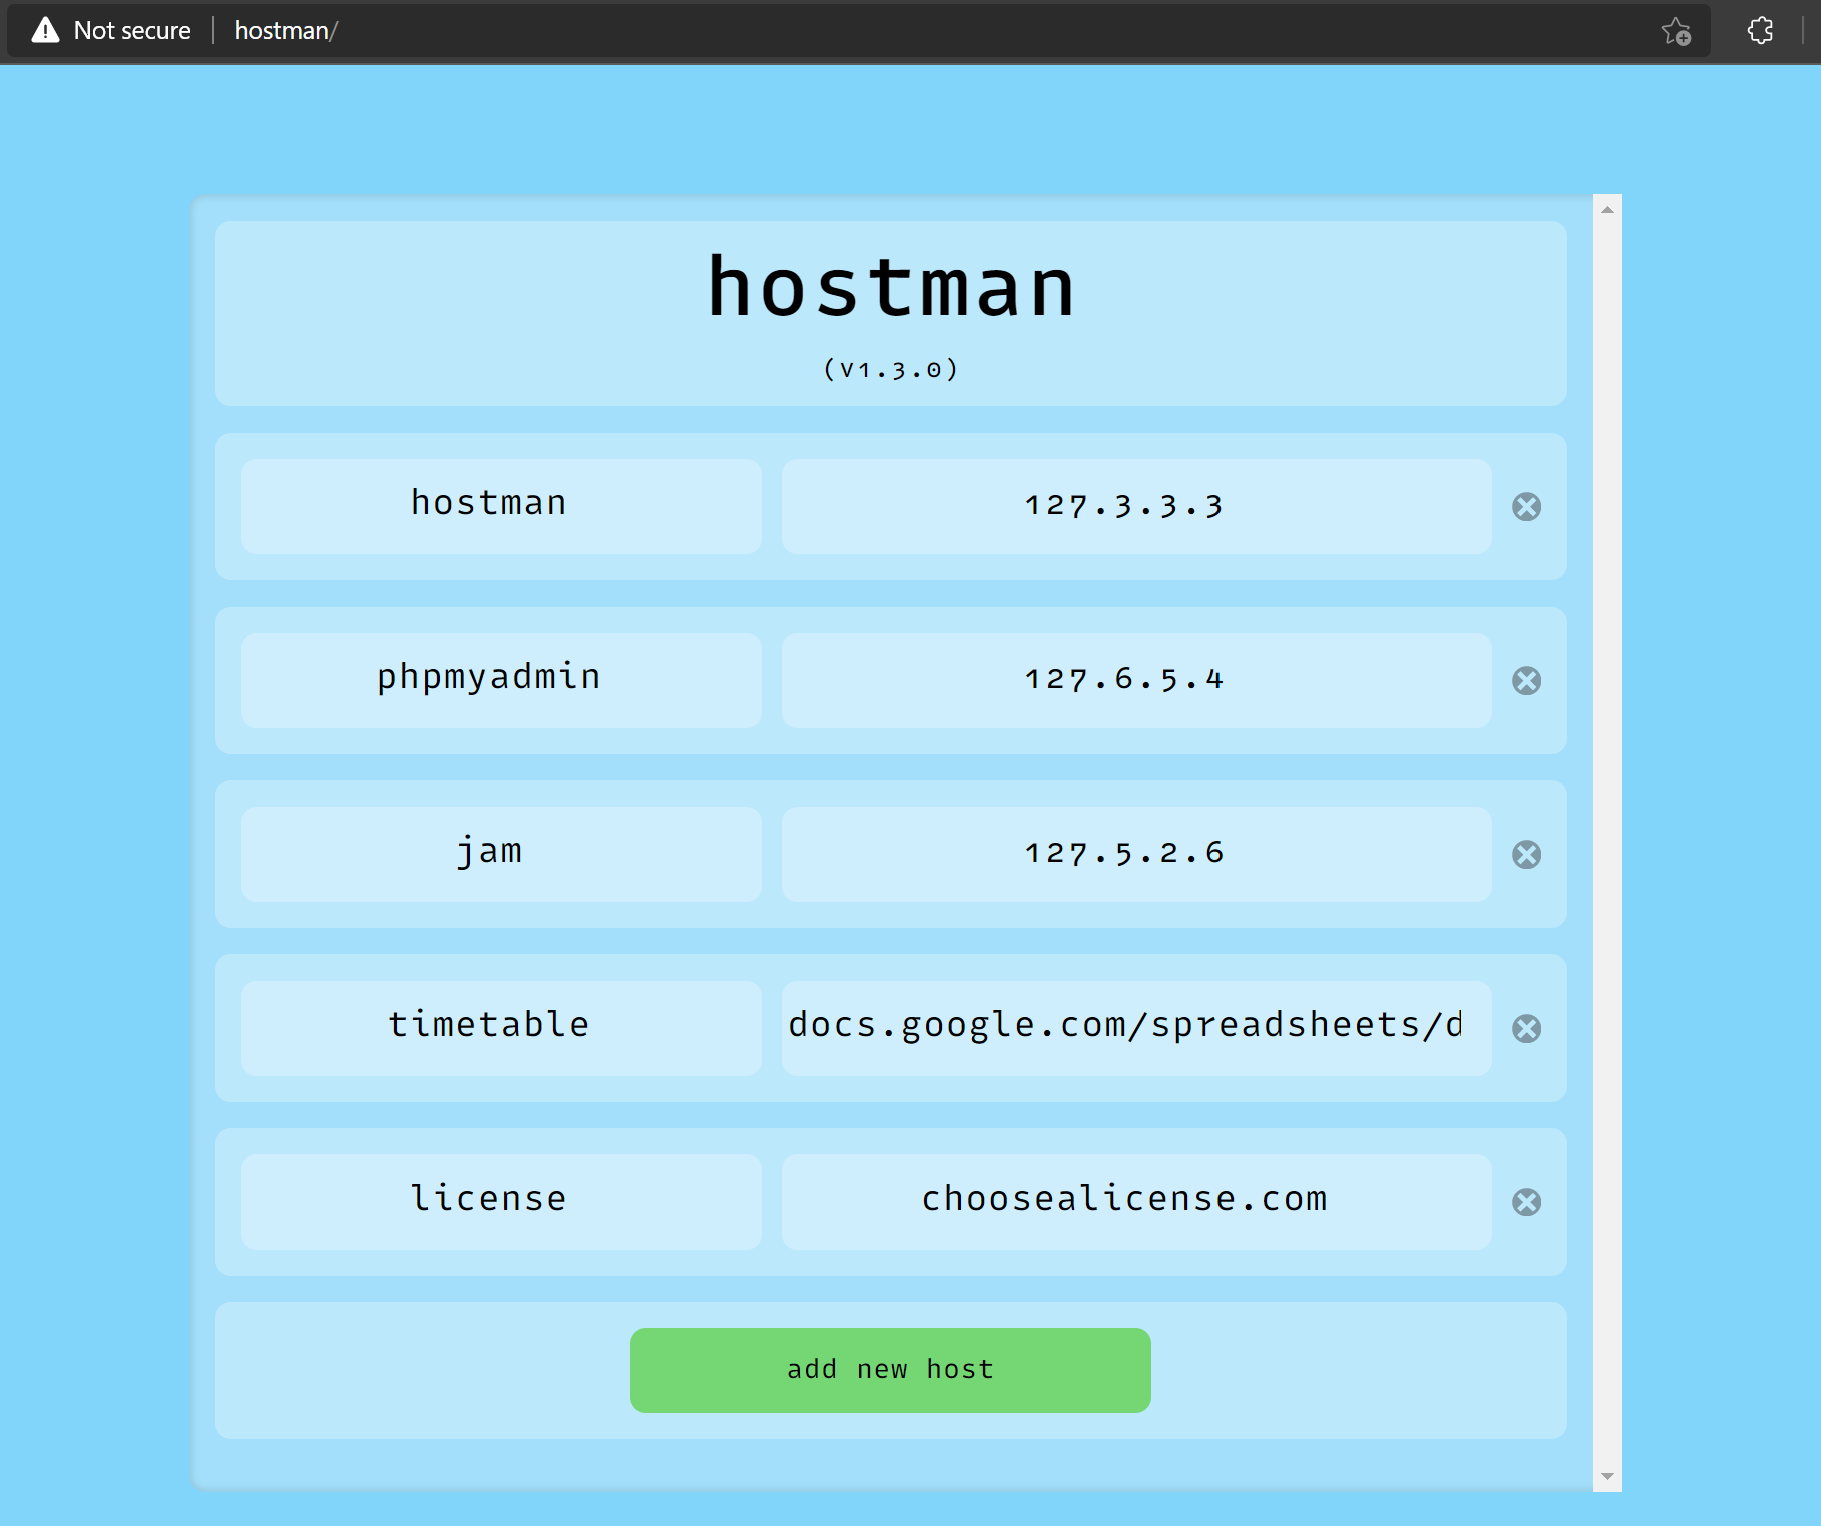 Not secure | hostman/
hostman
(v1.3.0)
hostman 127.3.3.3
phpmyadmin 127.6.5.4
jam 127.5.2.6
timetable docs.google.com/spreadsheets/d
license choosealicense.com
add new host